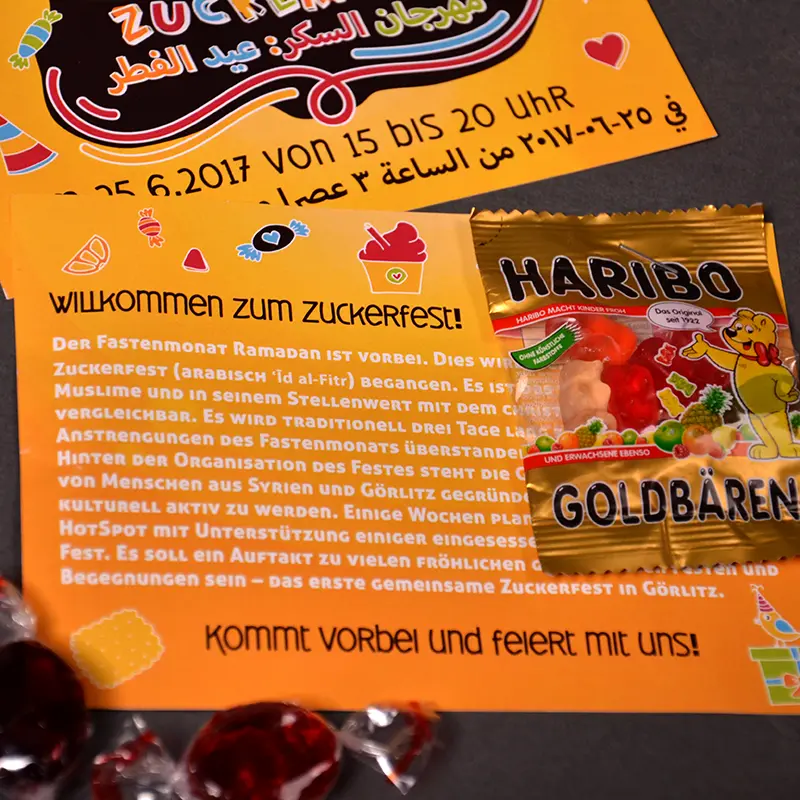 مهرجان السكر: عيد الفطر
25.6.2017 von 15 bis 20 Uhr
في ٢٥-٠٦-٢٠١٧ من الساعة ٣ عصرا
Willkommen zum Zuckerfest!
Der Fastenmonat Ramadan ist vorbei. Dies
Zuckerfest (arabisch ʿĪd al-Fitr) begangen. Es ist
Muslime und in seinem Stellenwert mit dem
vergleichbar. Es wird traditionell drei Tage
Anstrengungen des Fastenmonats
Hinter der Organisation des Festes steht die
von Menschen aus Syrien und Görlitz
kulturell aktiv zu werden. Einige Wochen
HotSpot mit Unterstützung einiger
Fest. Es soll ein Auftakt zu vielen fröhlichen und
Begegnungen sein – das erste gemeinsame Zuckerfest in Görlitz.
Kommt vorbei und feiert mit uns!
HARIBO
HARIBO MACHT KINDER FROH
Das Original
seit 1922
OHNE KÜNSTLICHE
FARBSTOFFE
UND ERWACHSENE EBENSO
GOLDBÄREN